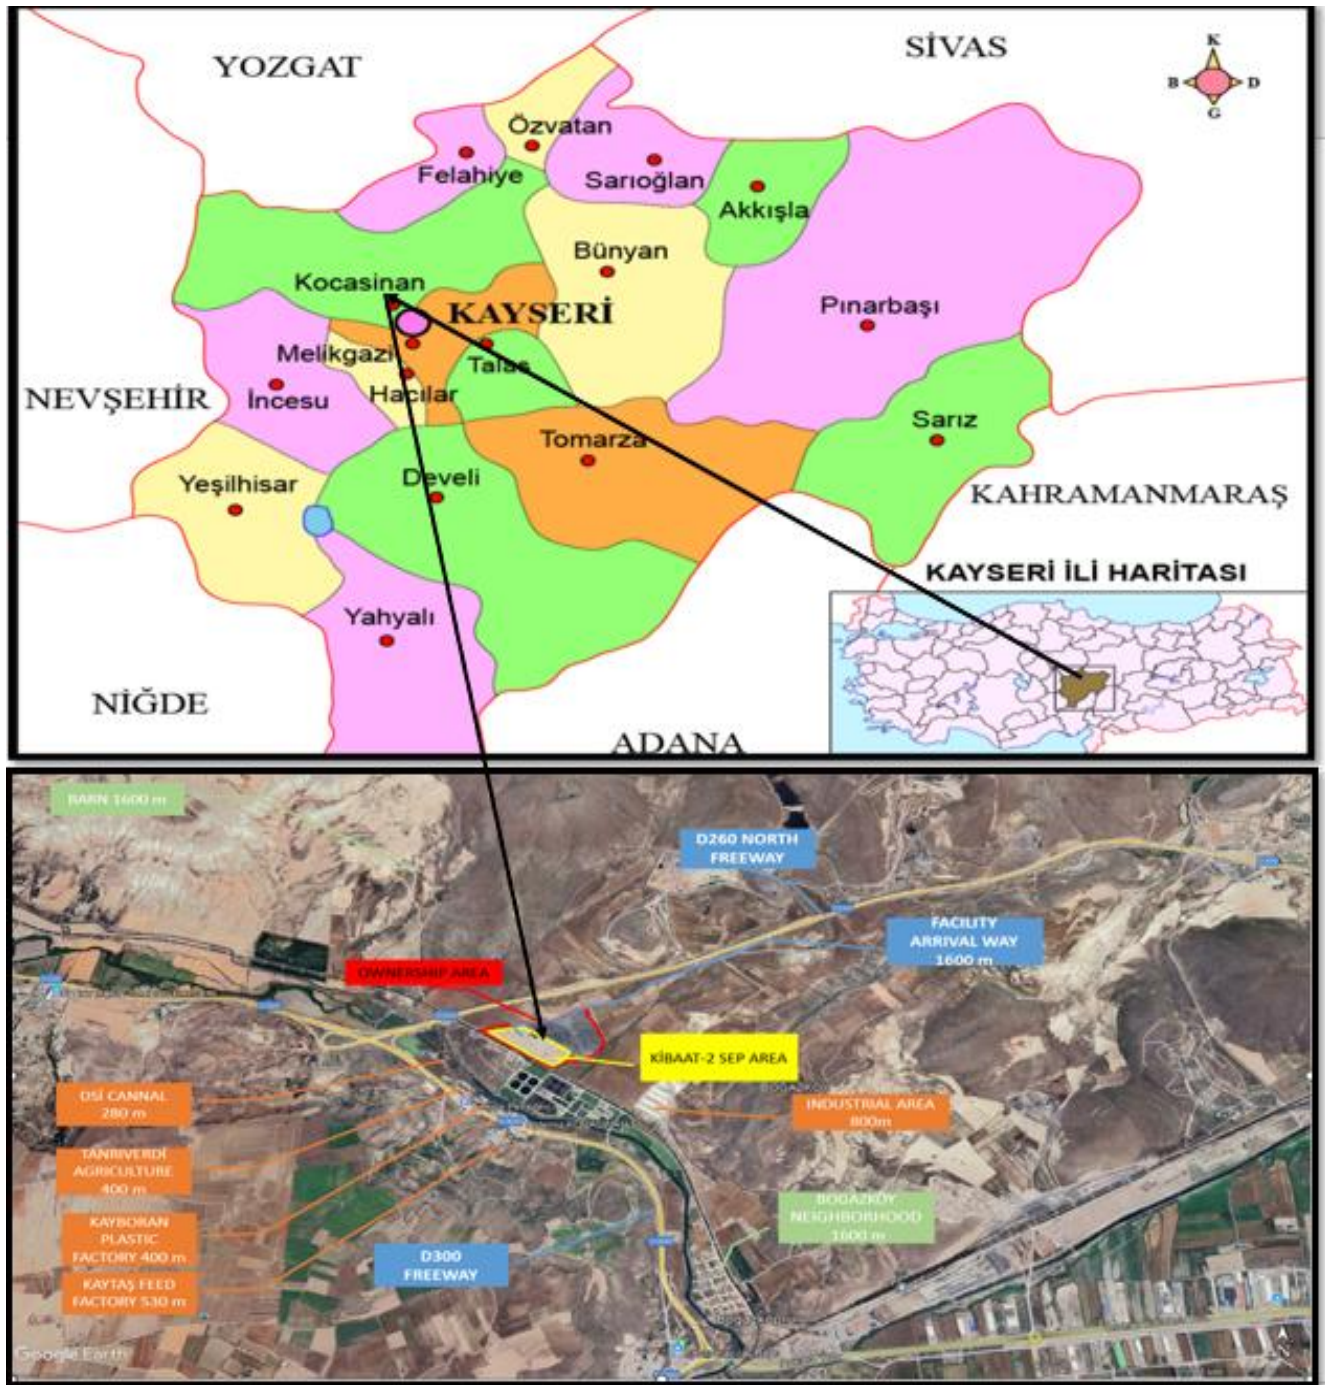 YOZGAT
SİVAS
K
B
D
G
Özvatan
Felahiye
Sarıoğlan
Akkışla
Bünyan
Kocasinan
KAYSERİ
Pınarbaşı
Melikgazi
Talas
NEVŞEHİR
İncesu
Hacılar
Sarız
Tomarza
Yeşilhisar
Develi
KAHRAMANMARAŞ
KAYSERİ İLİ HARİTASI
Yahyalı
NİĞDE
ADANA
BARN 1600 m
D260 NORTH
FREEWAY
FACILITY
ARRIVAL WAY
1600 m
OWNERSHIP AREA
KİBAAT-2 SEP AREA
DSİ CANNAL
280 m
INDUSTRIAL AREA
800m
TANRIVERDİ
AGRICULTURE
400 m
BOĞAZKÖY
NEIGHBORHOOD
1600 m
KAYBORAN
PLASTIC
FACTORY 400 m
D300
FREEWAY
KAYTAŞ FEED
FACTORY 530 m
Google Earth